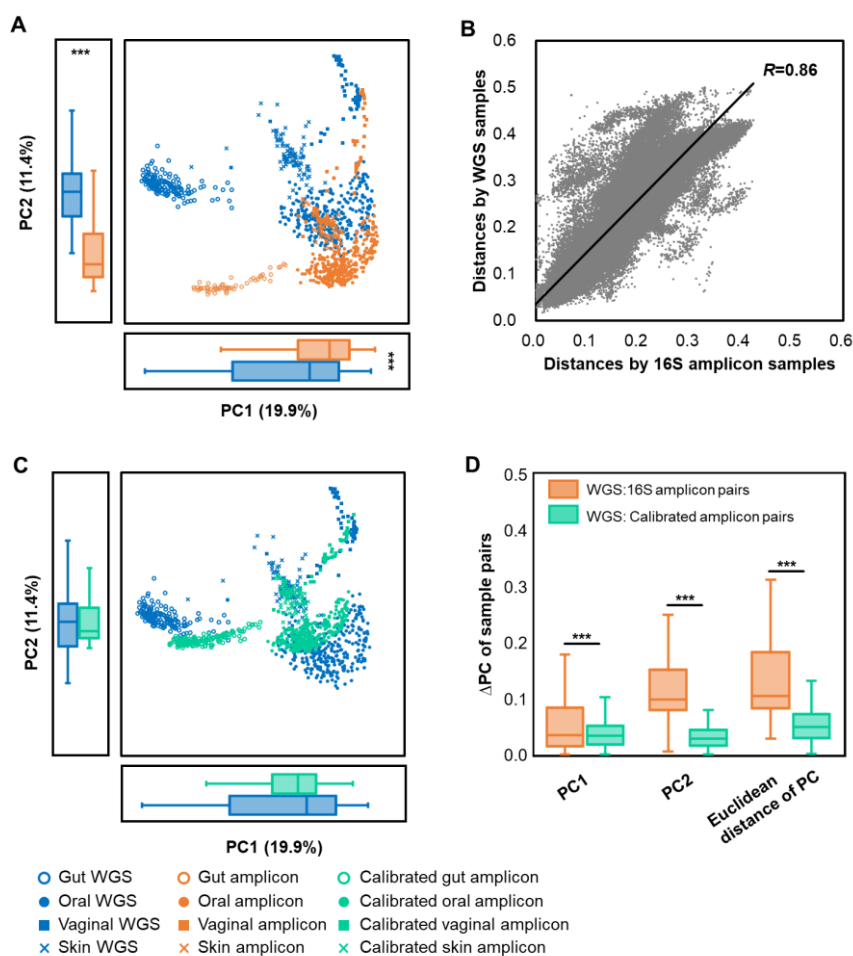 A
***
PC2 (11.4%)
***
PC1 (19.9%)
B
R=0.86
Distances by WGS samples
0.6
0.5
0.4
0.3
0.2
0.1
0.0
0.0 0.1 0.2 0.3 0.4 0.5 0.6
Distances by 16S amplicon samples
C
PC2 (11.4%)
PC1 (19.9%)
D
WGS:16S amplicon pairs
WGS: Calibrated amplicon pairs
ΔPC of sample pairs
0.5
0.4
0.3
0.2
0.1
0.0
***
***
***
PC1
PC2
Euclidean
distance of PC
Gut WGS Gut amplicon Calibrated gut amplicon
Oral WGS Oral amplicon Calibrated oral amplicon
Vaginal WGS Vaginal amplicon Calibrated vaginal amplicon
Skin WGS Skin amplicon Calibrated skin amplicon